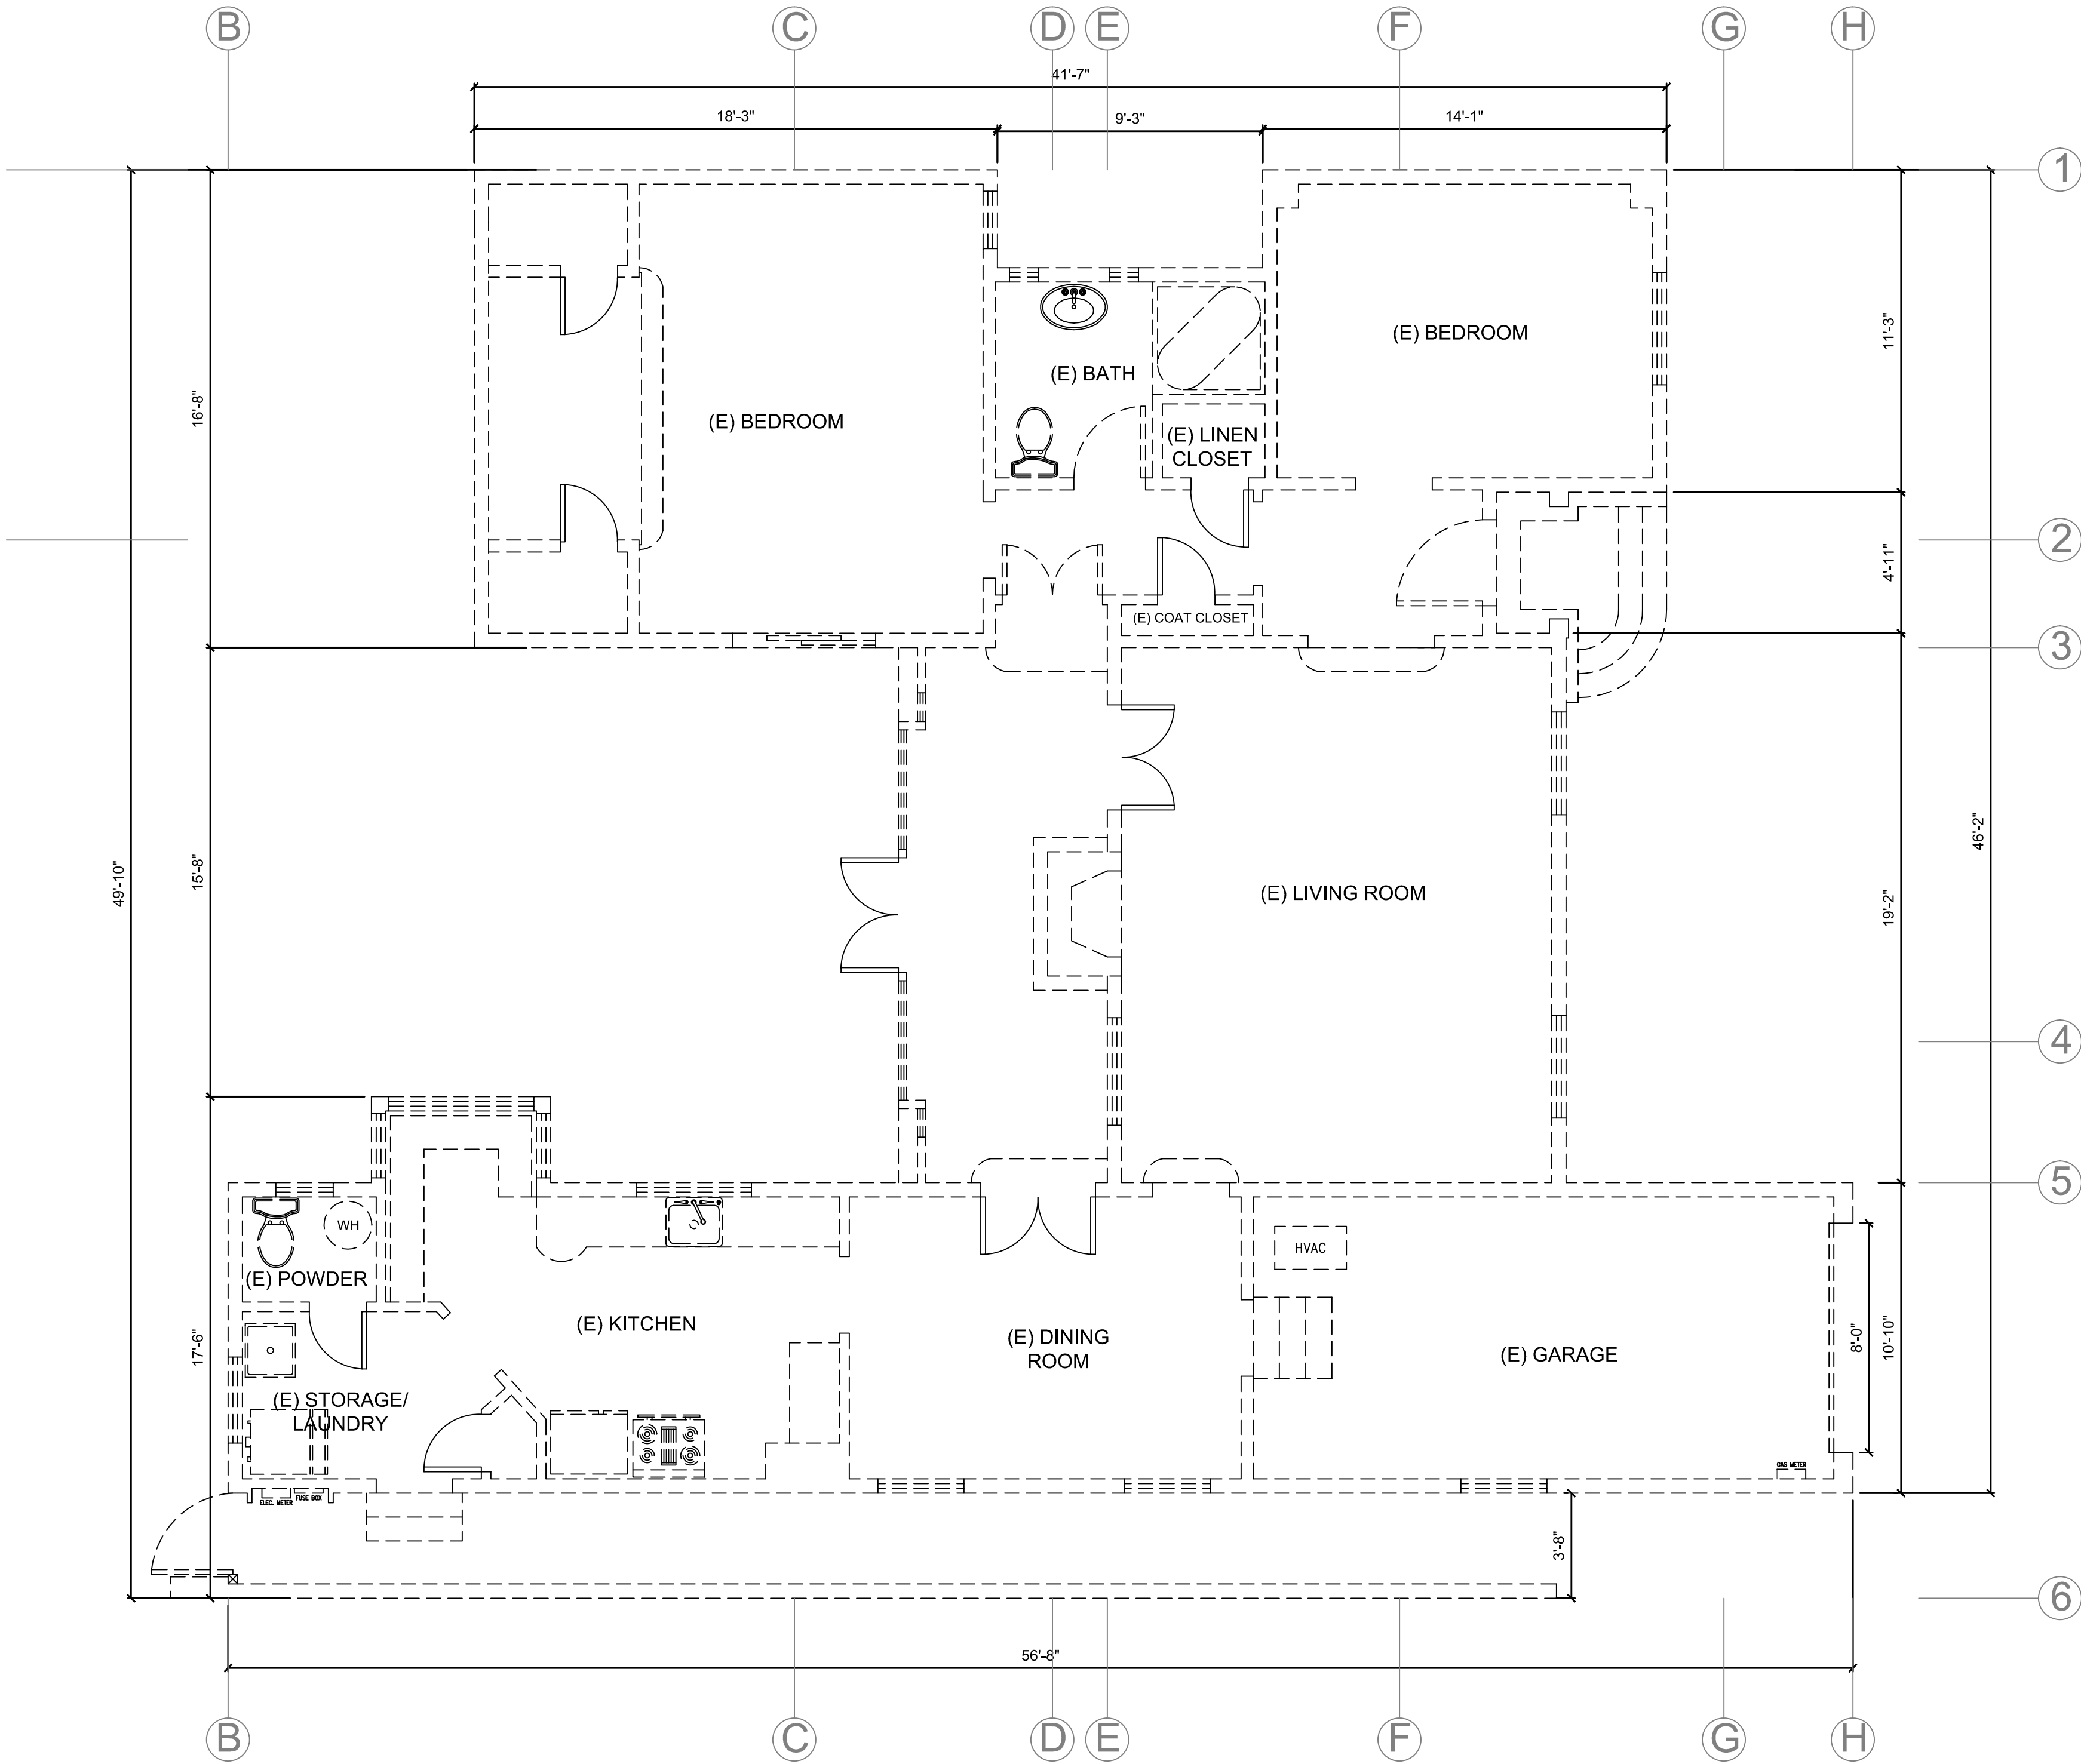 B C D E F G H
41'-7"
18'-3" 9'-3" 14'-1"
1
(E) BEDROOM
11'-3"
(E) BATH
16'-8"
(E) BEDROOM
(E) LINEN
CLOSET
2
4'-11"
(E) COAT CLOSET
3
46'-2"
15'-8"
49'-10"
(E) LIVING ROOM
19'-2"
4
5
WH
HVAC
(E) POWDER
(E) KITCHEN
(E) DINING
ROOM
(E) GARAGE
8'-0"
10'-10"
17'-6"
(E) STORAGE/
LAUNDRY
GAS METER
ELEC. METER
FUSE BOX
3'-8"
6
56'-8"
B C D E F G H